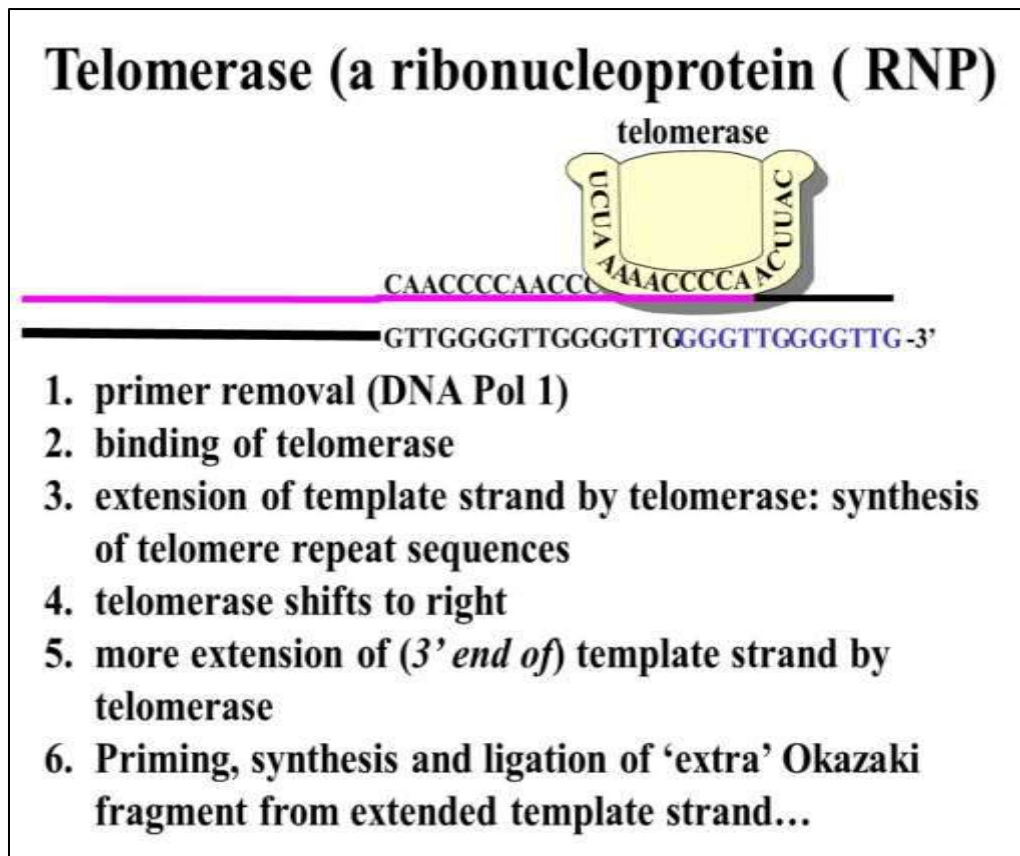 Telomerase (a ribonucleoprotein ( RNP)
telomerase
UCUA AAAACCCCA ACUUAC
CAACCCCAACCC
GTTGGGGTTGGGGTTGGGGTTGGGGTTG -3’
1. primer removal (DNA Pol 1)
2. binding of telomerase
3. extension of template strand by telomerase: synthesis
of telomere repeat sequences
4. telomerase shifts to right
5. more extension of (3’ end of) template strand by
telomerase
6. Priming, synthesis and ligation of ‘extra’ Okazaki
fragment from extended template strand…